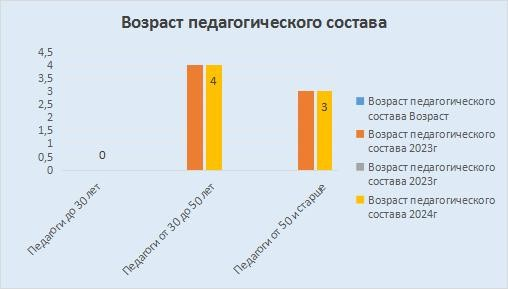 Возраст педагогического состава
4,5
4
3,5
3
2,5
2
1,5
1
0,5
0
0
4
3
Педагоги до 30 лет
Педагоги от 30 до 50 лет
Педагоги от 50 и старше
Возраст педагогического
состава Возраст
Возраст педагогического
состава 2023г
Возраст педагогического
состава 2023г
Возраст педагогического
состава 2024г